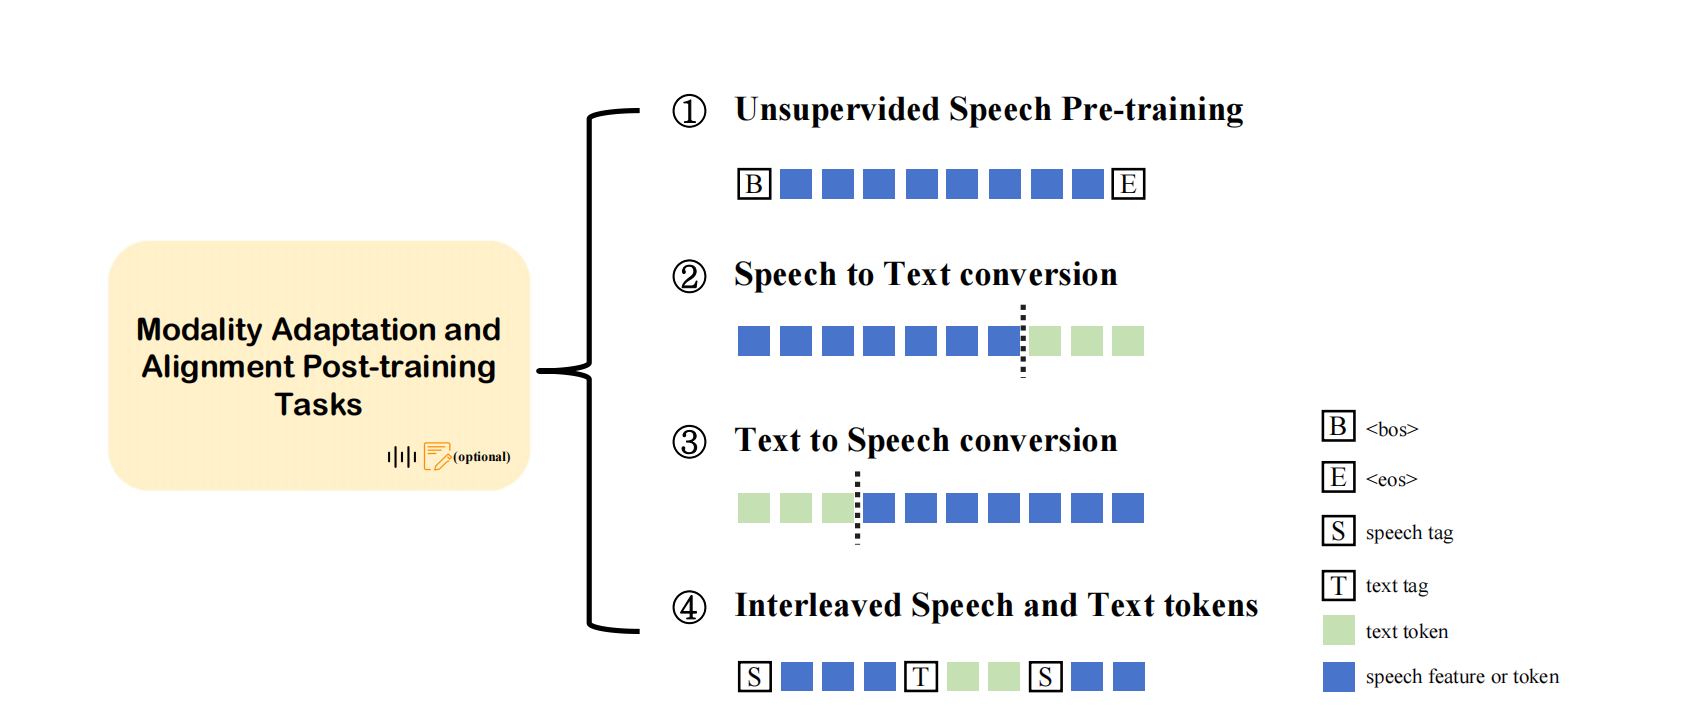 ① Unsupervided Speech Pre-training
B E
② Speech to Text conversion
Modality Adaptation and
Alignment Post-training
Tasks
(optional)
③ Text to Speech conversion
④ Interleaved Speech and Text tokens
S T S
B <bos>
E <eos>
S speech tag
T text tag
text token
speech feature or token